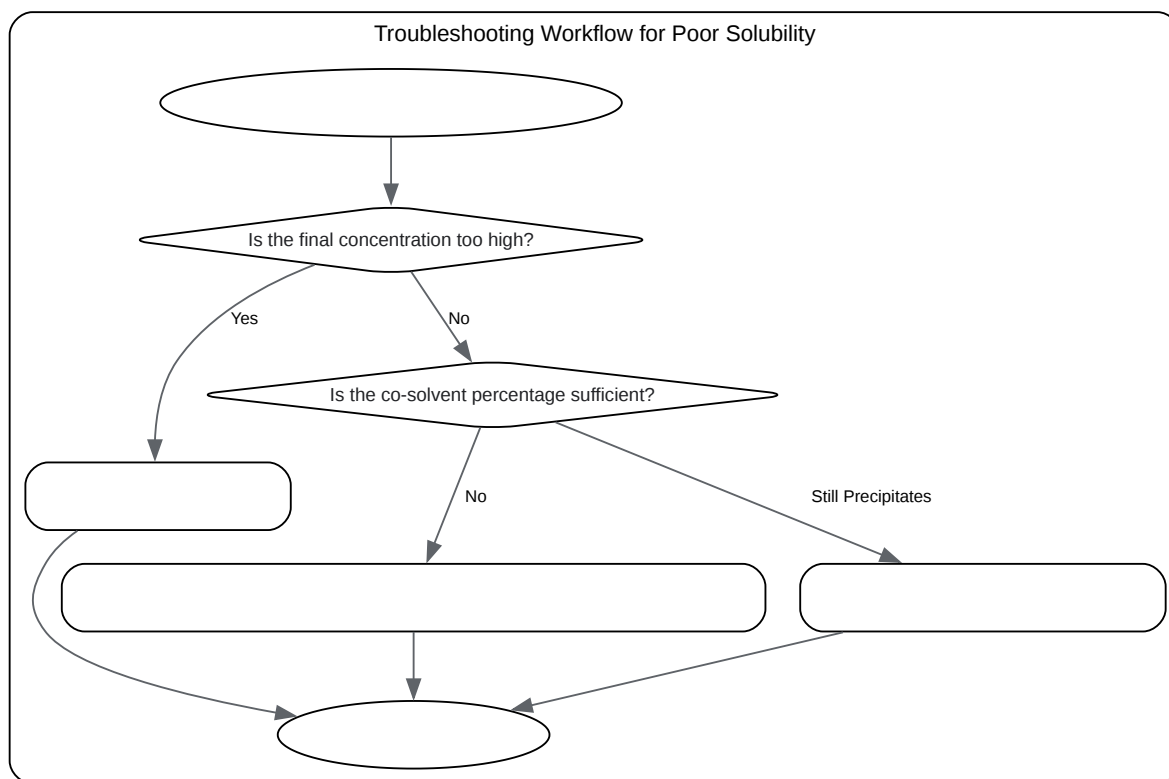 Troubleshooting Workflow for Poor Solubility
Is the final concentration too high?
Yes
No
Is the co-solvent percentage sufficient?
No
Still Precipitates